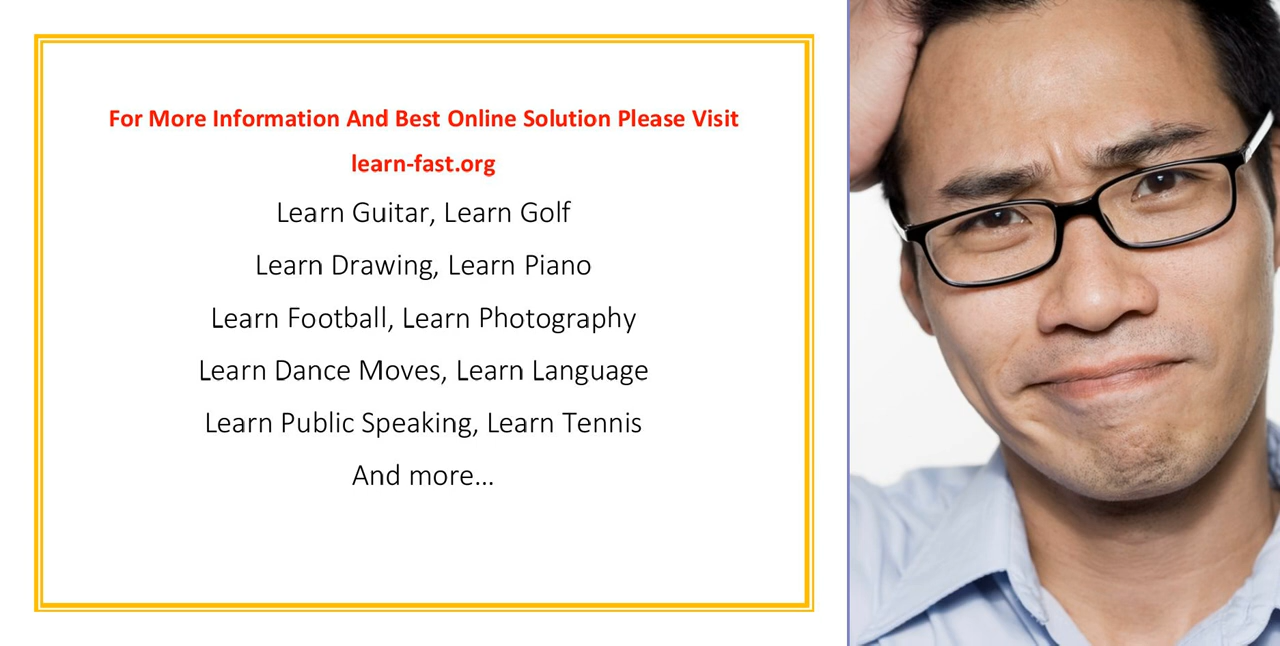 For More Information And Best Online Solution Please Visit
learn-fast.org
Learn Guitar, Learn Golf
Learn Drawing, Learn Piano
Learn Football, Learn Photography
Learn Dance Moves, Learn Language
Learn Public Speaking, Learn Tennis
And more...